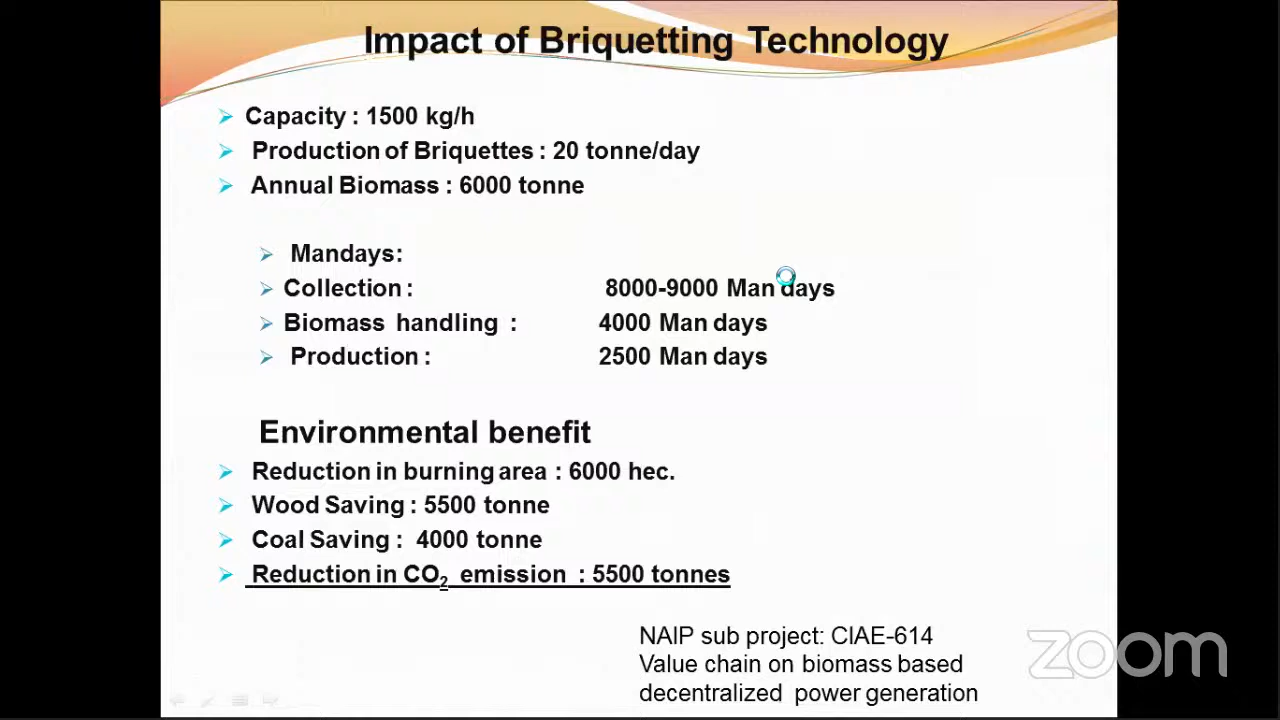 Impact of Briquetting Technology
Capacity : 1500 kg/h
Production of Briquettes : 20 tonne/day
Annual Biomass : 6000 tonne
Mandays:
Collection : 8000-9000 Man days
Biomass handling : 4000 Man days
Production : 2500 Man days
Environmental benefit
Reduction in burning area : 6000 hec.
Wood Saving : 5500 tonne
Coal Saving : 4000 tonne
Reduction in CO₂ emission : 5500 tonnes
NAIP sub project: CIAE-614
Value chain on biomass based
decentralized power generation
zoom